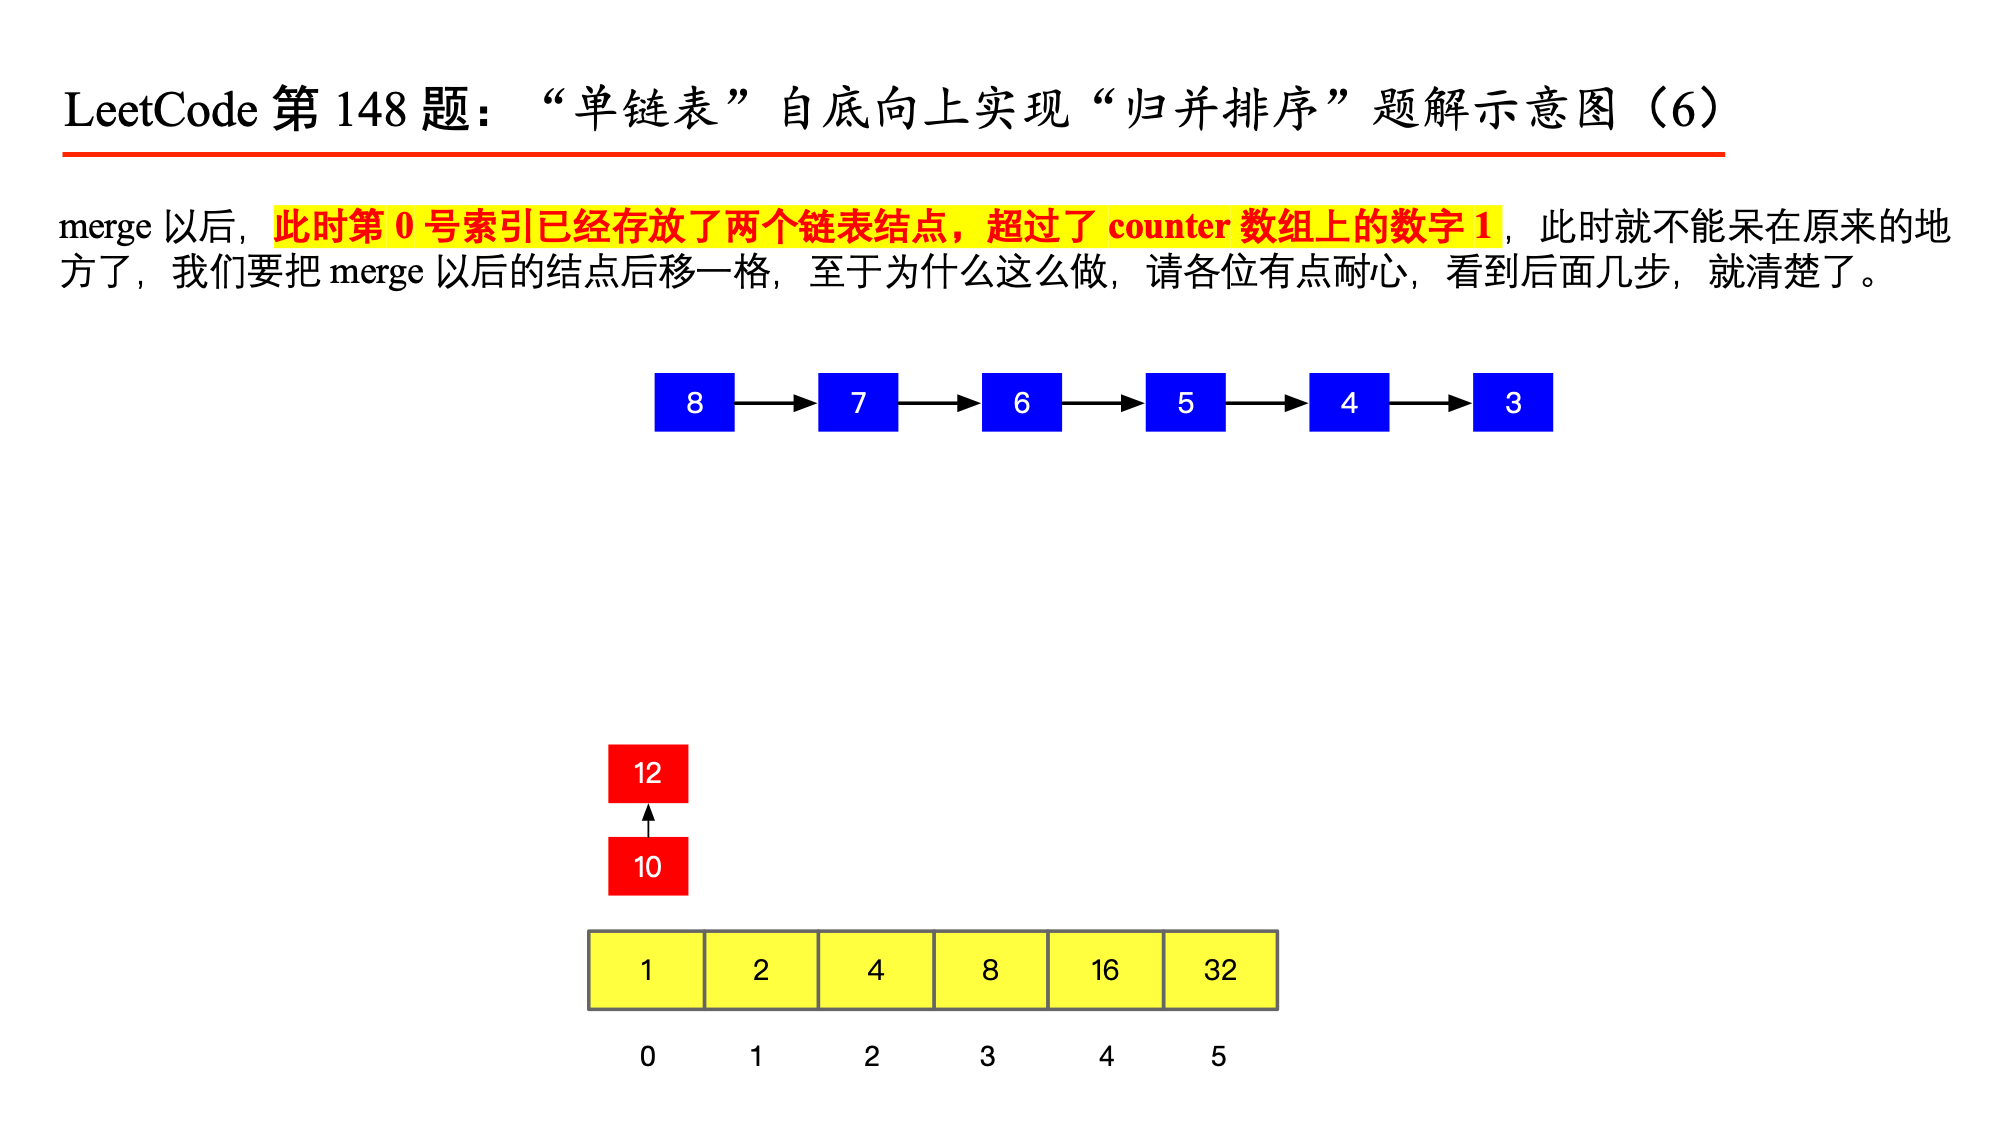 LeetCode 第 148 题：“单链表”自底向上实现“归并排序”题解示意图（6）
merge 以后，此时第 0 号索引已经存放了两个链表结点，超过了 counter 数组上的数字 1，此时就不能呆在原来的地
方了，我们要把 merge 以后的结点后移一格，至于为什么这么做，请各位有点耐心，看到后面几步，就清楚了。
8 7 6 5 4 3
12
10
1 2 4 8 16 32
0 1 2 3 4 5